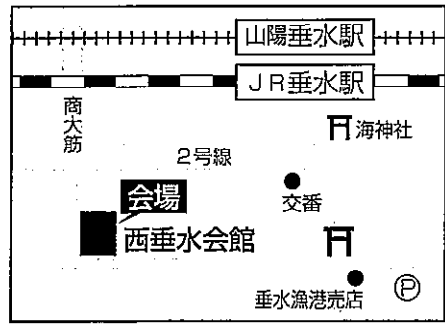 山陽垂水駅
JR垂水駅
商大筋
海神社
2号線
会場
交番
西垂水会館
垂水漁港売店
P